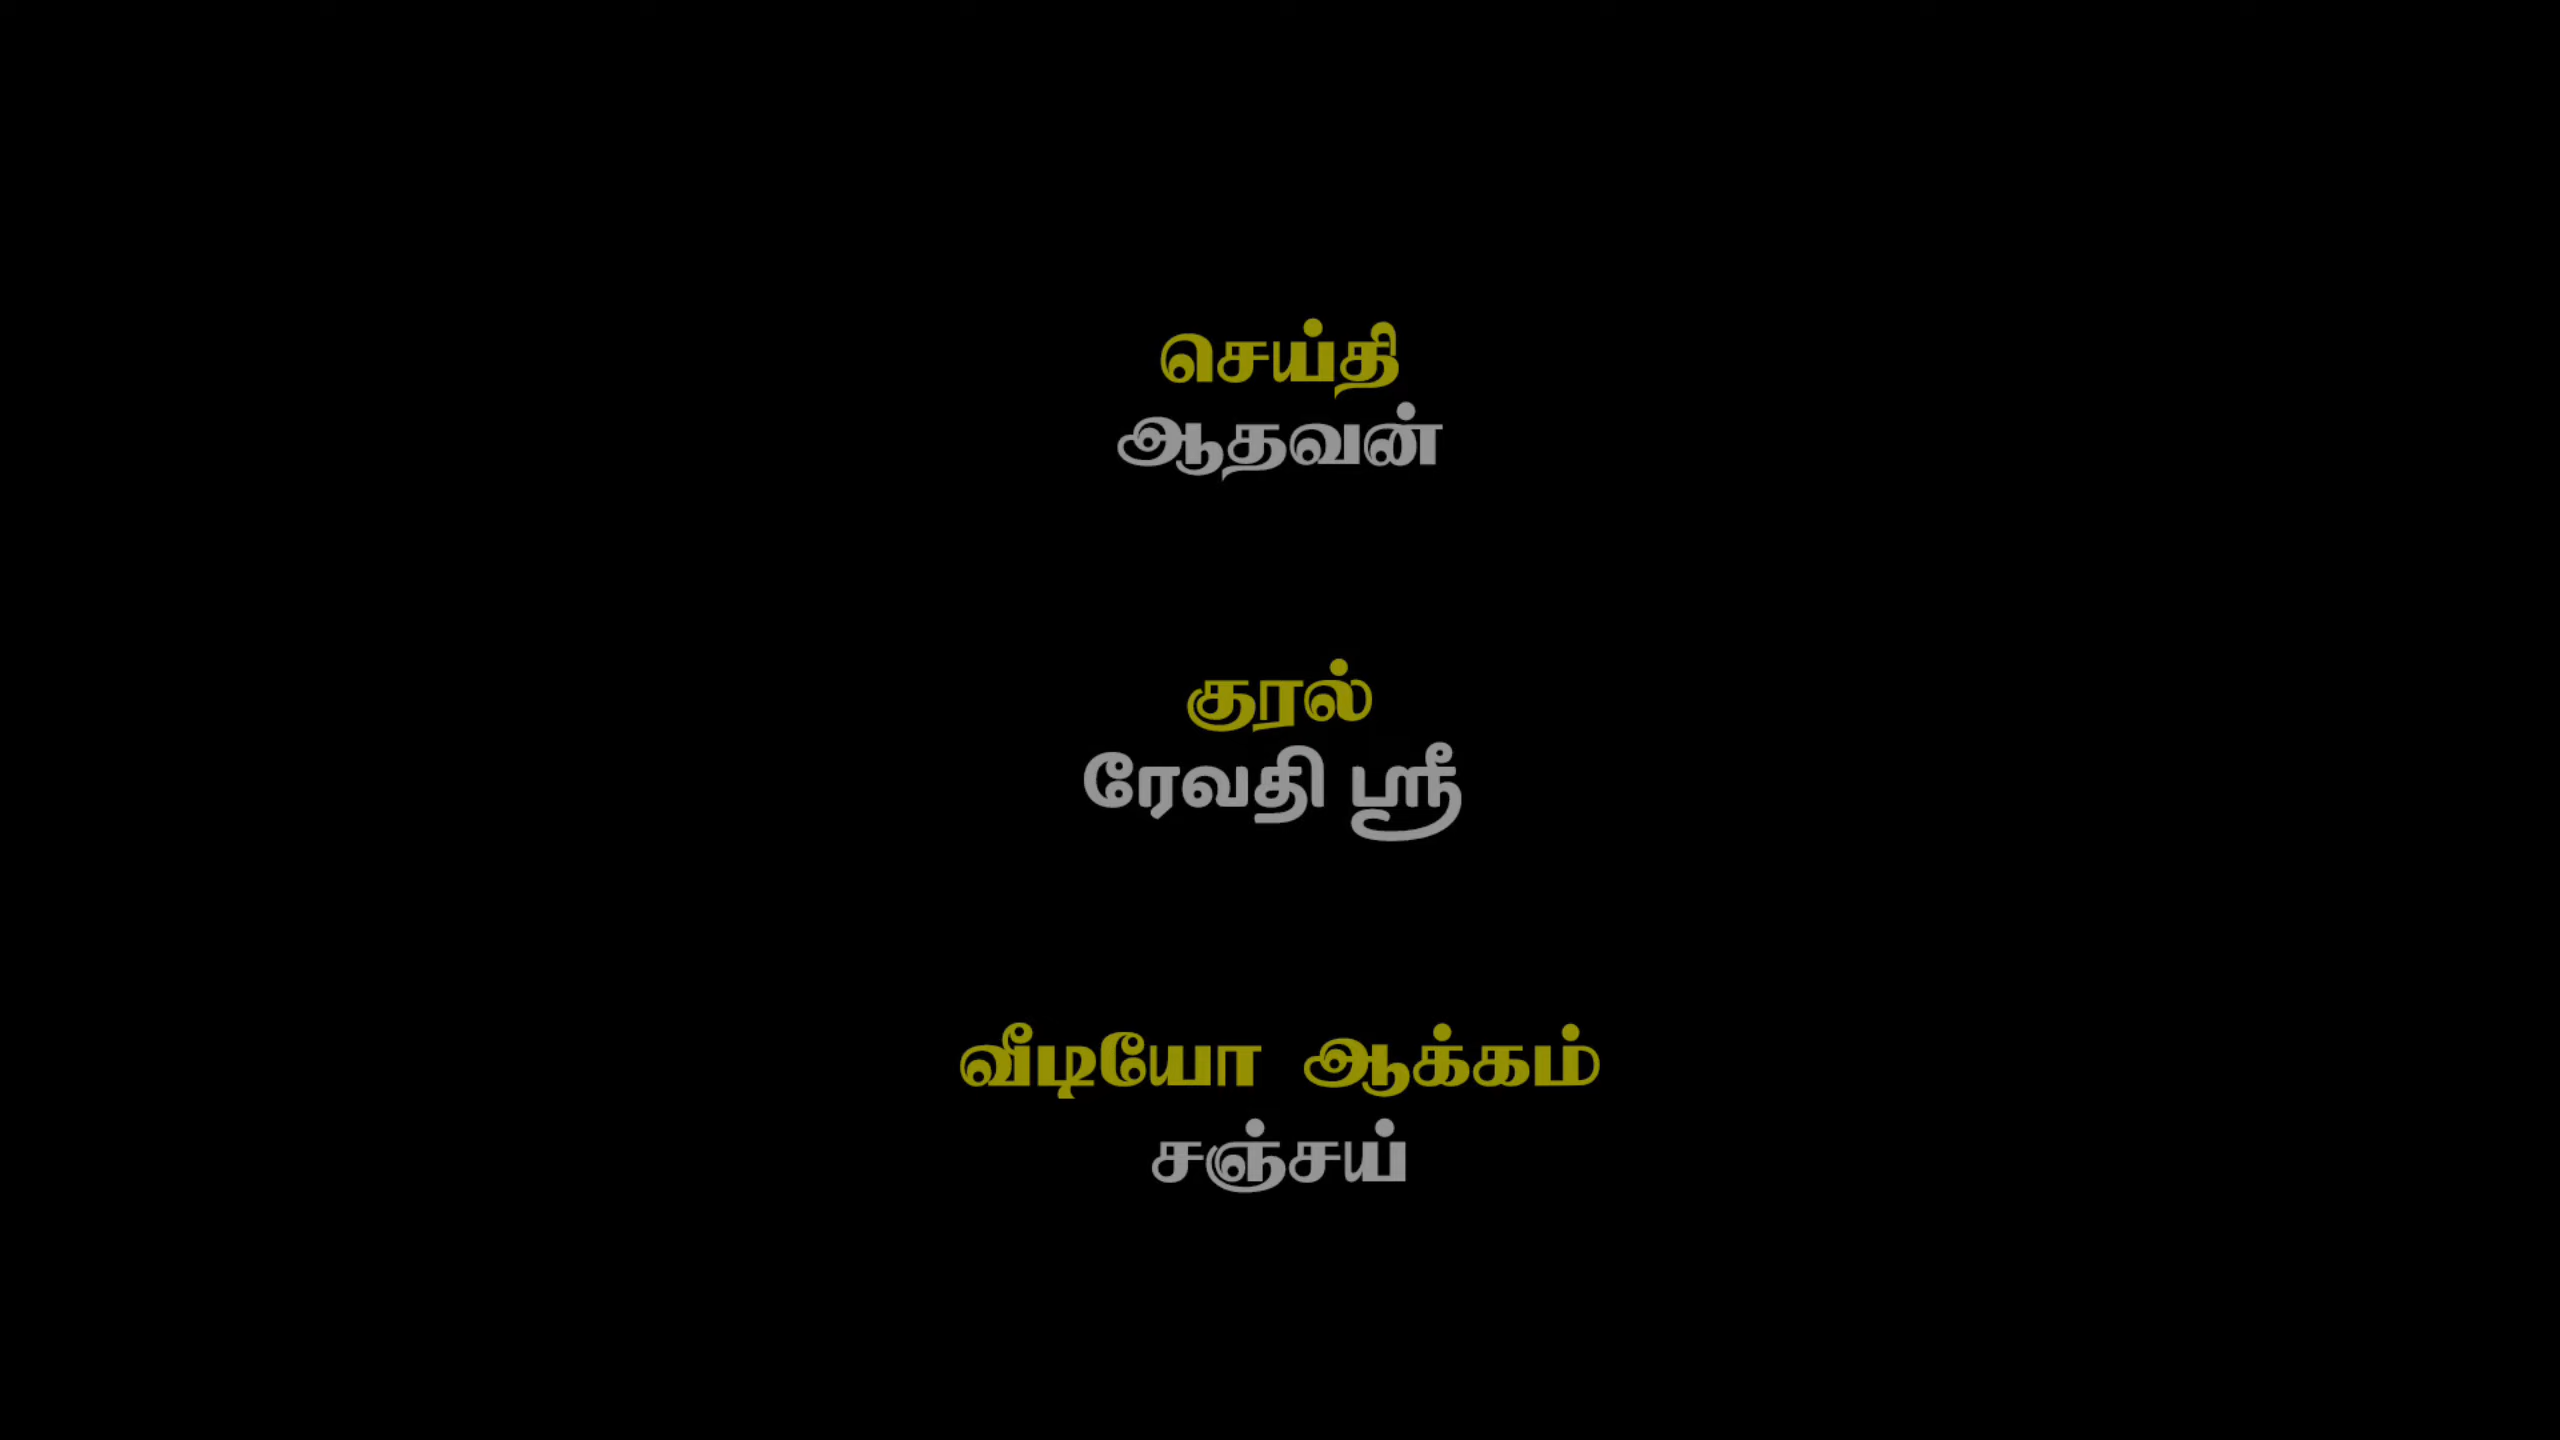 செய்தி
ஆதவன்
குரல்
ரேவதி ஸ்ரீ
வீடியோ ஆக்கம்
சஞ்சய்